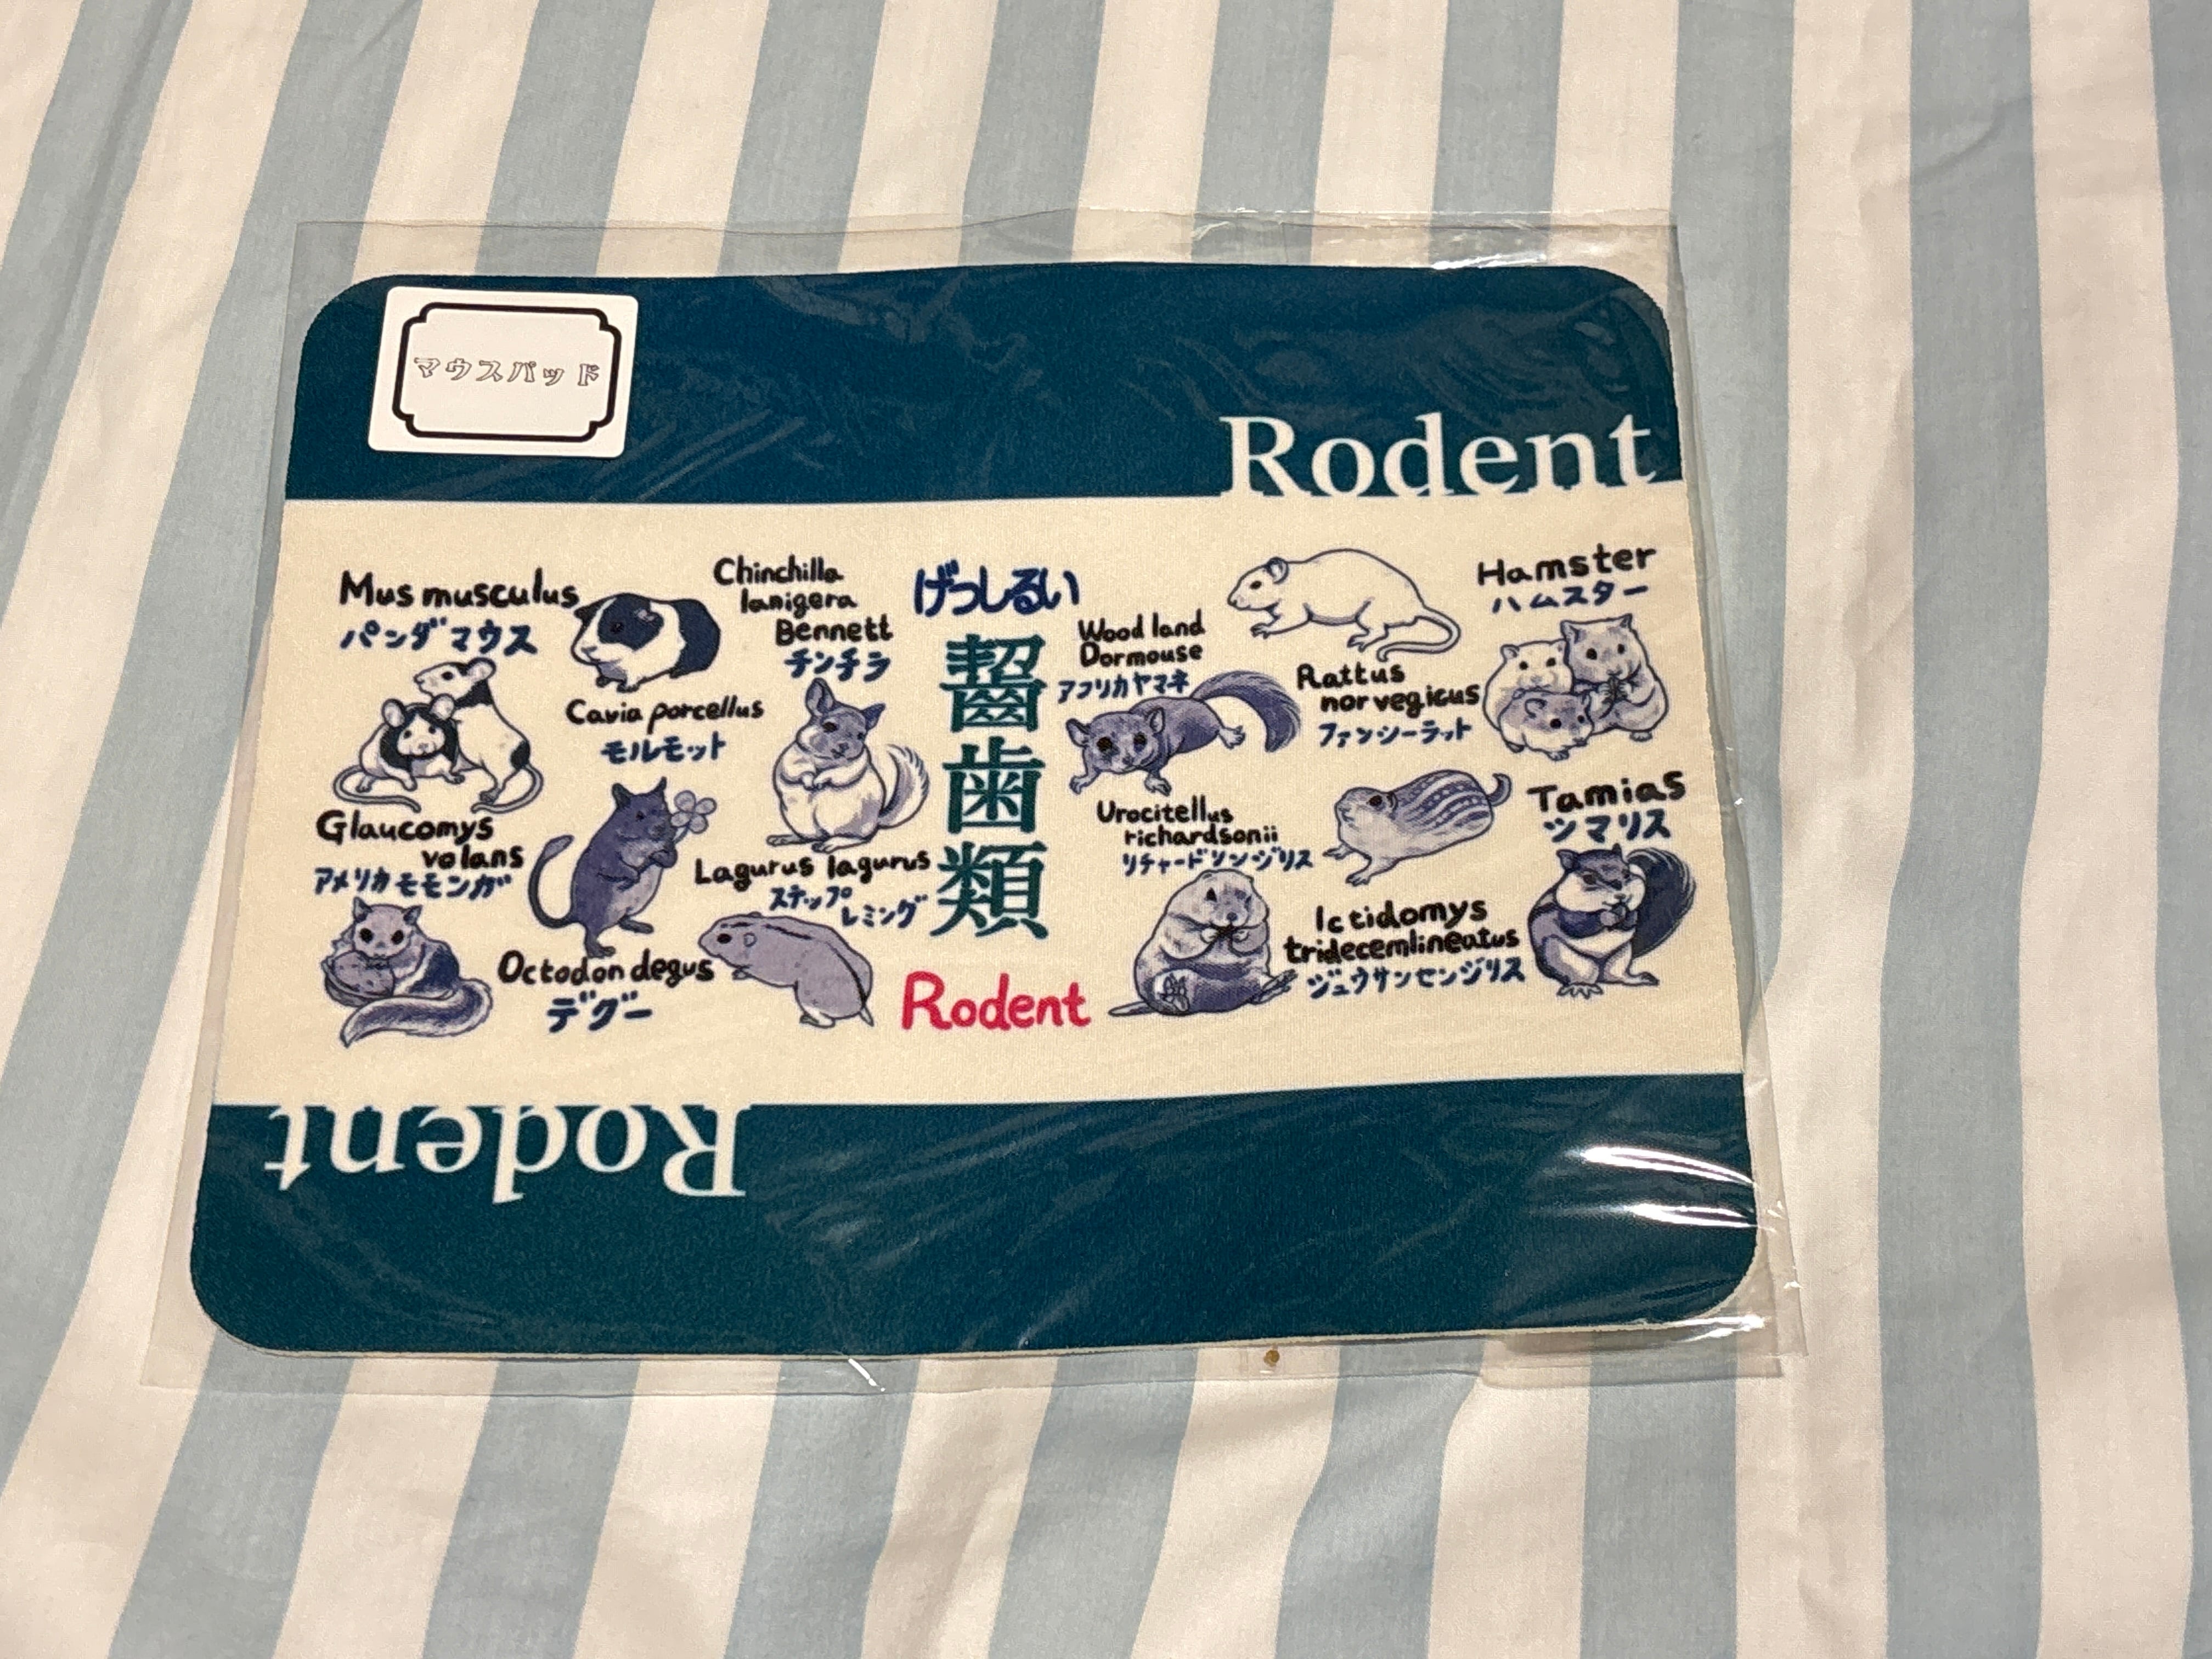 マウスパッド
Rodent
Mus musculus
パンダマウス
Cavia porcellus
モルモット
Chinchilla
lanigera
Bennett
チンチラ
Glaucomys
volans
アメリカモモンガ
Octodon degus
デグー
Lagurus lagurus
ステップ
レミング
げっしるい
齧
歯
類
Rodent
Wood land
Dormouse
アフリカヤマネ
Rattus
norvegicus
ファンシーラット
Hamster
ハムスター
Urocitellus
richardsonii
リチャードソンジリス
Ictidomys
tridecemlineatus
ジュウサンセンジリス
Tamias
シマリス
Rodent